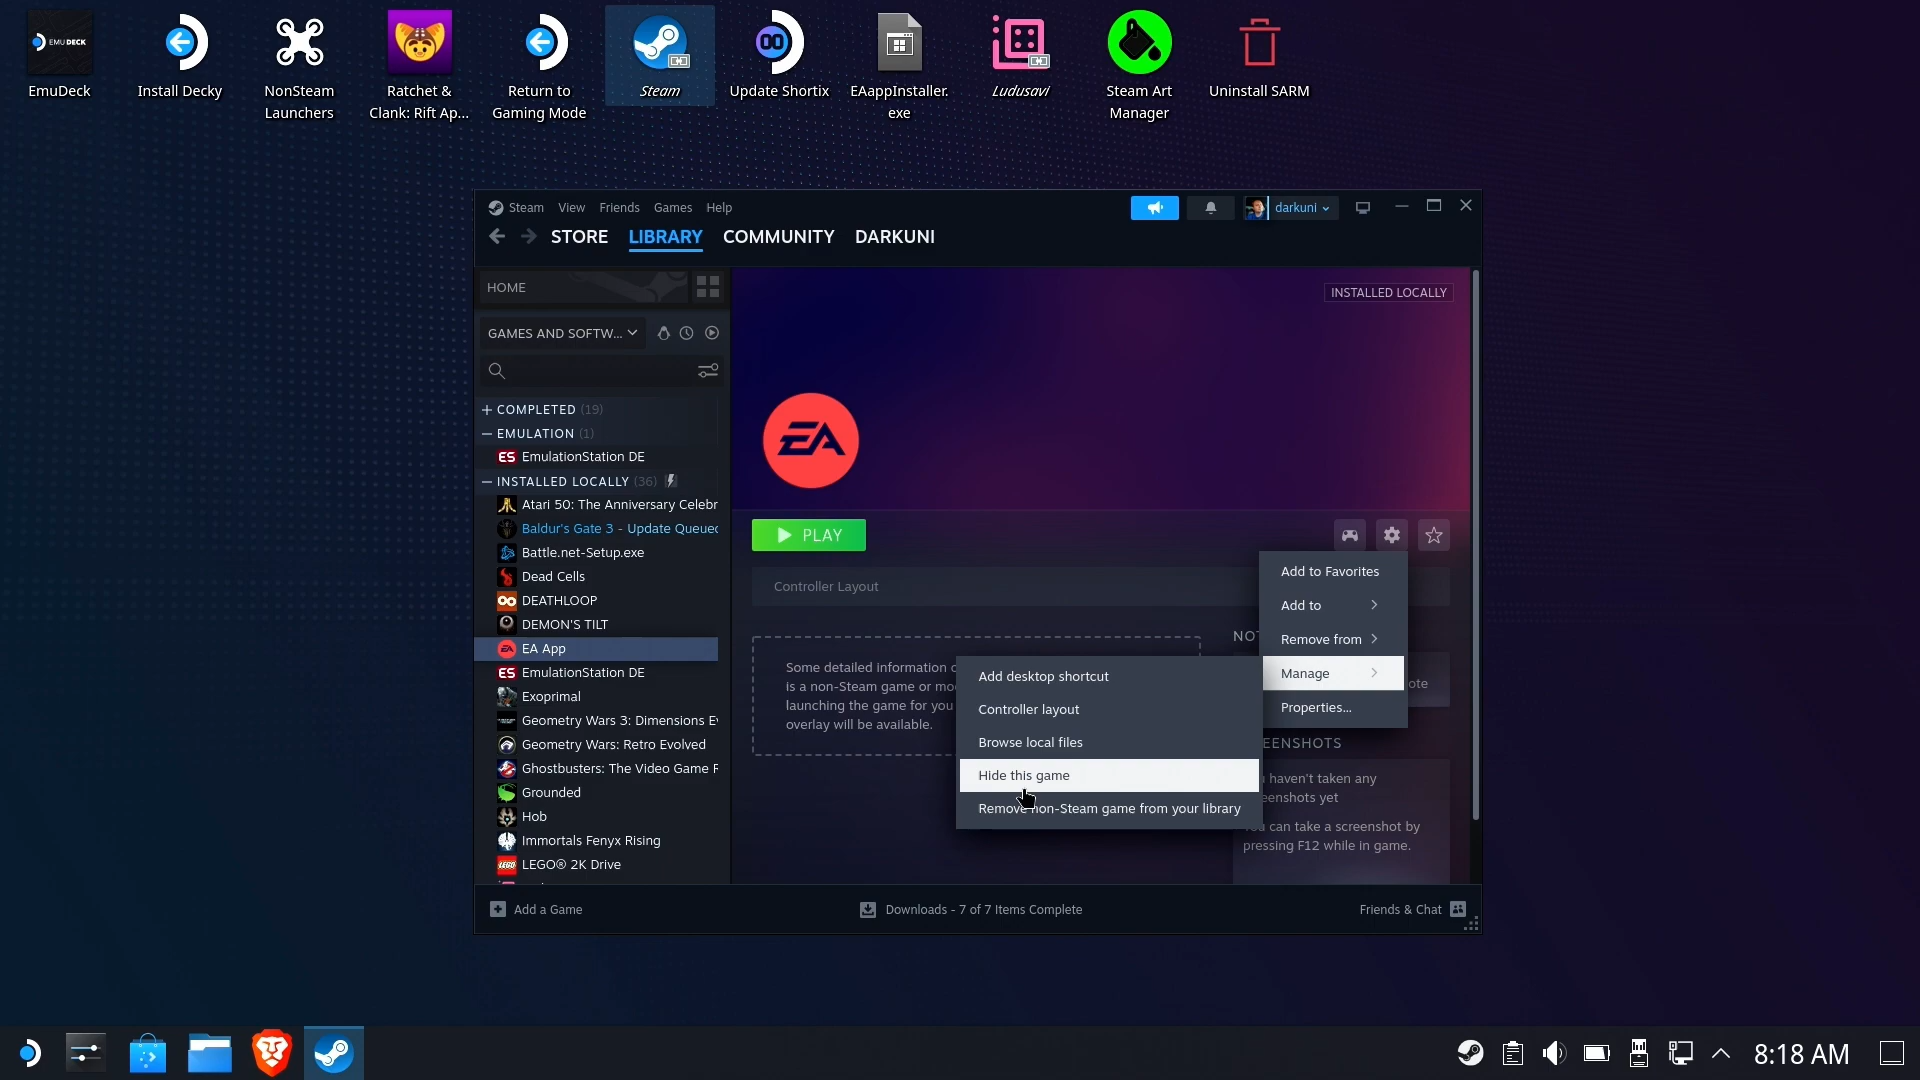 EMUDECK
EmuDeck
Install Decky
NonSteam
Launchers
Ratchet &
Clank: Rift Ap...
Return to
Gaming Mode
Steam
Update Shortix
EAappInstaller.
exe
Ludusavi
Steam Art
Manager
Uninstall SARM
Steam View Friends Games Help
darkuni
STORE LIBRARY COMMUNITY DARKUNI
HOME
INSTALLED LOCALLY
GAMES AND SOFTW...
COMPLETED (19)
EMULATION (1)
ES EmulationStation DE
INSTALLED LOCALLY (36)
Atari 50: The Anniversary Celebr
Baldur's Gate 3 - Update Queued
Battle.net-Setup.exe
Dead Cells
DEATHLOOP
DEMON'S TILT
EA App
ES EmulationStation DE
Exoprimal
Geometry Wars 3: Dimensions Ev
Geometry Wars: Retro Evolved
Ghostbusters: The Video Game R
Grounded
Hob
Immortals Fenyx Rising
LEGO® 2K Drive
EA
PLAY
Controller Layout
Some detailed information
is a non-Steam game or mo
launching the game for you
overlay will be available.
Add to Favorites
Add to
Remove from
Manage
Properties...
Add desktop shortcut
Controller layout
Browse local files
Hide this game
Remove non-Steam game from your library
NOT
ote
EENSHOTS
haven't taken any
eenshots yet
You can take a screenshot by
pressing F12 while in game.
Add a Game
Downloads - 7 of 7 Items Complete
Friends & Chat
8:18 AM